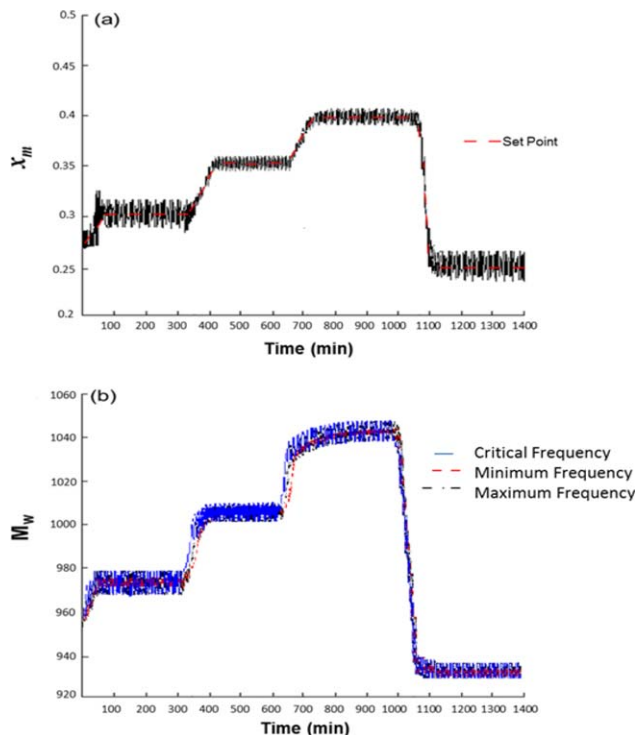 (a)
0.5
0.45
0.4
0.35
0.3
0.25
0.2
x_m
Set Point
100 200 300 400 500 600 700 800 900 1000 1100 1200 1300 1400
Time (min)
(b)
1060
1040
1020
1000
980
960
940
920
M_W
Critical Frequency
Minimum Frequency
Maximum Frequency
100 200 300 400 500 600 700 800 900 1000 1100 1200 1300 1400
Time (min)